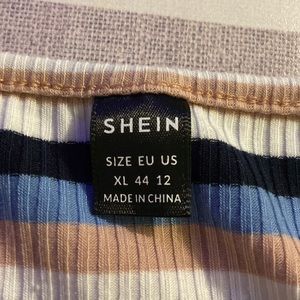 SHEIN
SIZE EU US
XL 44 12
MADE IN CHINA